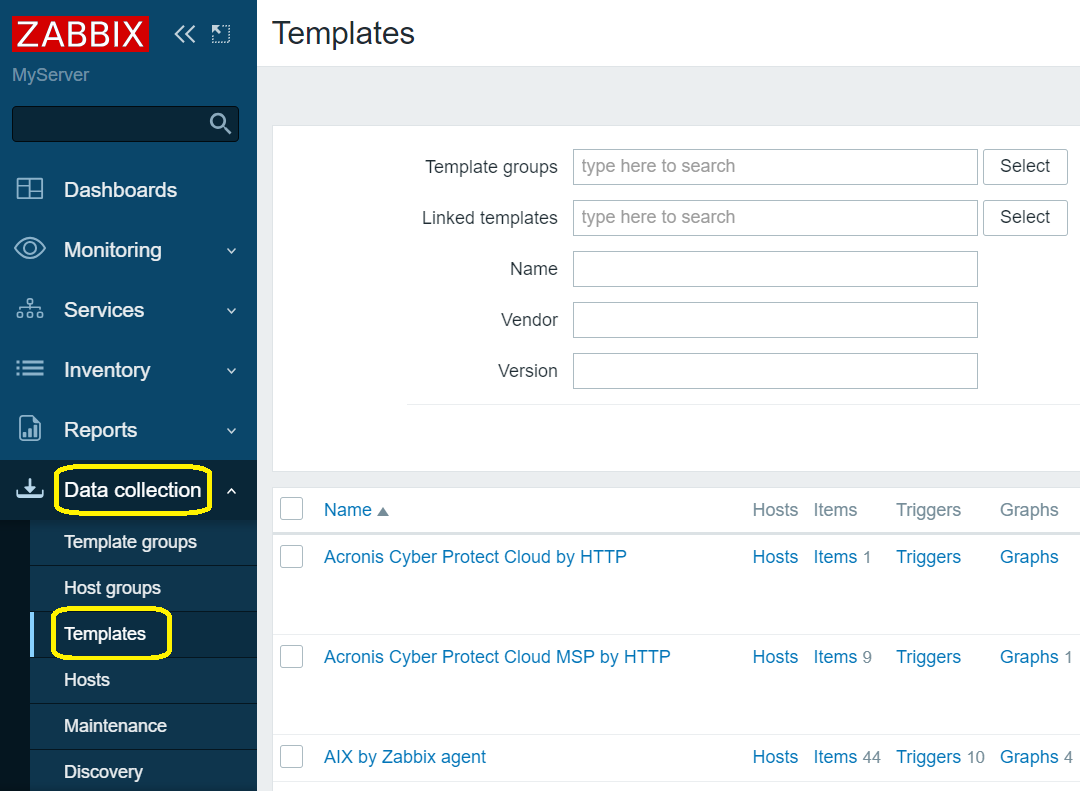 ZABBIX
MyServer
Dashboards
Monitoring
Services
Inventory
Reports
Data collection
Template groups
Host groups
Templates
Hosts
Maintenance
Discovery
Templates
Template groups type here to search Select
Linked templates type here to search Select
Name
Vendor
Version
Name Hosts Items Triggers Graphs
Acronis Cyber Protect Cloud by HTTP Hosts Items 1 Triggers Graphs
Acronis Cyber Protect Cloud MSP by HTTP Hosts Items 9 Triggers Graphs 1
AIX by Zabbix agent Hosts Items 44 Triggers 10 Graphs 4